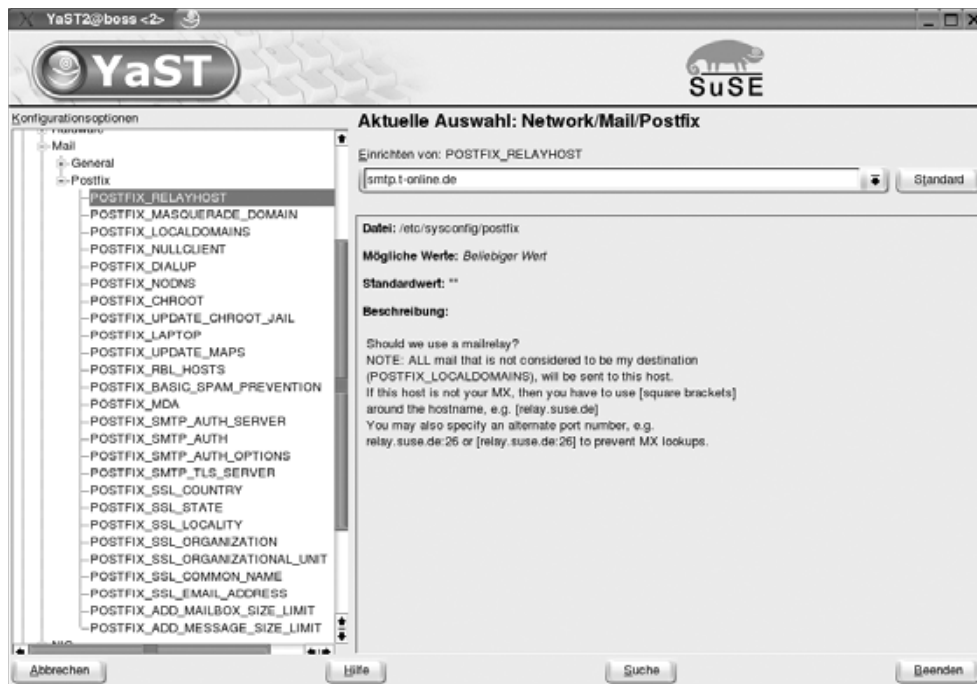 YaST2@boss <2>
YaST
SuSE
Konfigurationsoptionen
Hardware
Mail
General
Postfix
POSTFIX_RELAYHOST
POSTFIX_MASQUERADE_DOMAIN
POSTFIX_LOCALDOMAINS
POSTFIX_NULLCLIENT
POSTFIX_DIALUP
POSTFIX_NODNS
POSTFIX_CHROOT
POSTFIX_UPDATE_CHROOT_JAIL
POSTFIX_LAPTOP
POSTFIX_UPDATE_MAPS
POSTFIX_RBL_HOSTS
POSTFIX_BASIC_SPAM_PREVENTION
POSTFIX_MDA
POSTFIX_SMTP_AUTH_SERVER
POSTFIX_SMTP_AUTH
POSTFIX_SMTP_AUTH_OPTIONS
POSTFIX_SMTP_TLS_SERVER
POSTFIX_SSL_COUNTRY
POSTFIX_SSL_STATE
POSTFIX_SSL_LOCALITY
POSTFIX_SSL_ORGANIZATION
POSTFIX_SSL_ORGANIZATIONAL_UNIT
POSTFIX_SSL_COMMON_NAME
POSTFIX_SSL_EMAIL_ADDRESS
POSTFIX_ADD_MAILBOX_SIZE_LIMIT
POSTFIX_ADD_MESSAGE_SIZE_LIMIT
NIC
Aktuelle Auswahl: Network/Mail/Postfix
Einrichten von: POSTFIX_RELAYHOST
smtp.t-online.de
Standard
Datei: /etc/sysconfig/postfix
Mögliche Werte: Beliebiger Wert
Standardwert: ""
Beschreibung:
Should we use a mailrelay?
NOTE: ALL mail that is not considered to be my destination
(POSTFIX_LOCALDOMAINS), will be sent to this host.
If this host is not your MX, then you have to use [square brackets]
around the hostname, e.g. [relay.suse.de]
You may also specify an alternate port number, e.g.
relay.suse.de:26 or [relay.suse.de:26] to prevent MX lookups.
Abbrechen
Hilfe
Suche
Beenden